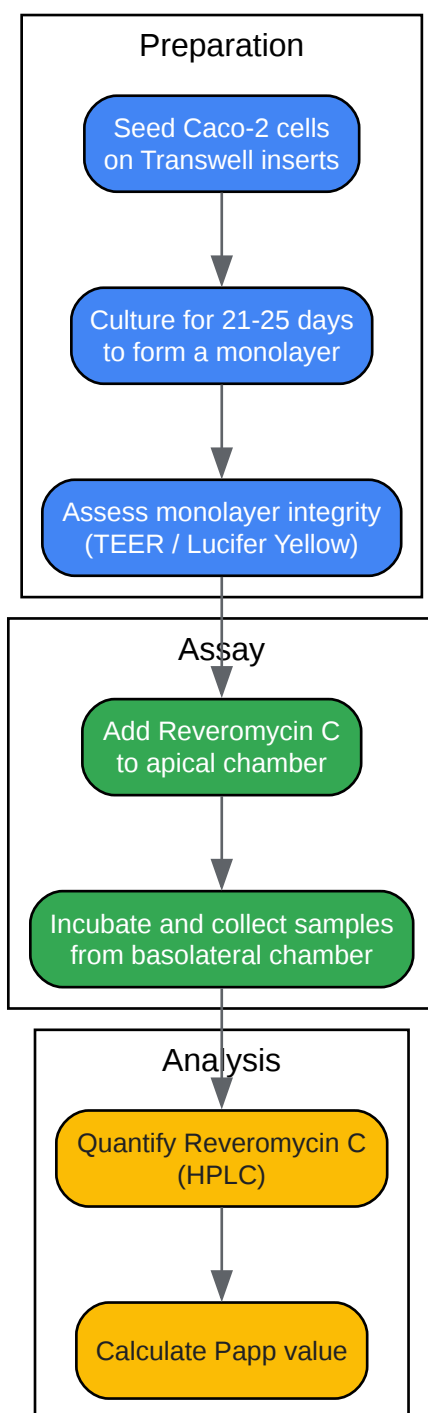 Preparation
Seed Caco-2 cells
on Transwell inserts
Culture for 21-25 days
to form a monolayer
Assess monolayer integrity
(TEER / Lucifer Yellow)
Assay
Add Reveromycin C
to apical chamber
Incubate and collect samples
from basolateral chamber
Analysis
Quantify Reveromycin C
(HPLC)
Calculate Papp value